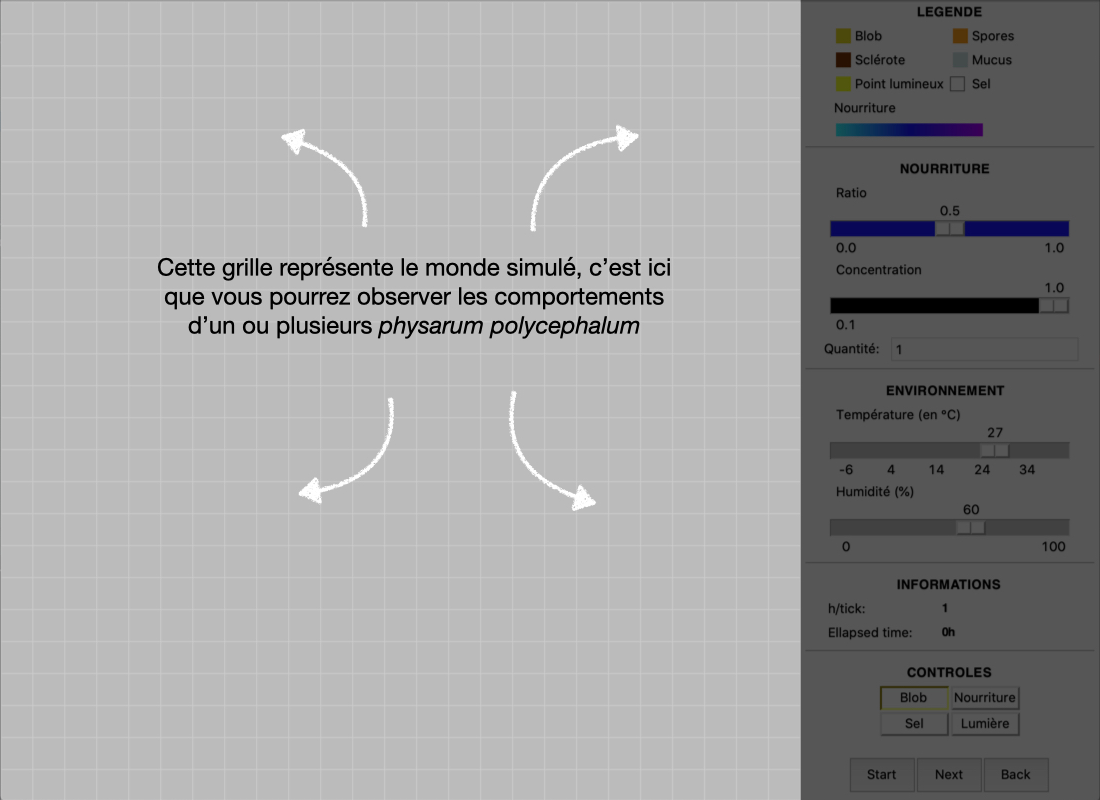 Cette grille représente le monde simulé, c’est ici
que vous pourrez observer les comportements
d’un ou plusieurs physarum polycephalum
LEGENDE
Blob Spores
Sclérote Mucus
Point lumineux Sel
Nourriture
NOURRITURE
Ratio
0.5
0.0 1.0
Concentration
1.0
0.1
Quantité: 1
ENVIRONNEMENT
Température (en °C)
27
-6 4 14 24 34
Humidité (%)
60
0 100
INFORMATIONS
h/tick: 1
Ellapsed time: 0h
CONTROLES
Blob Nourriture
Sel Lumière
Start Next Back